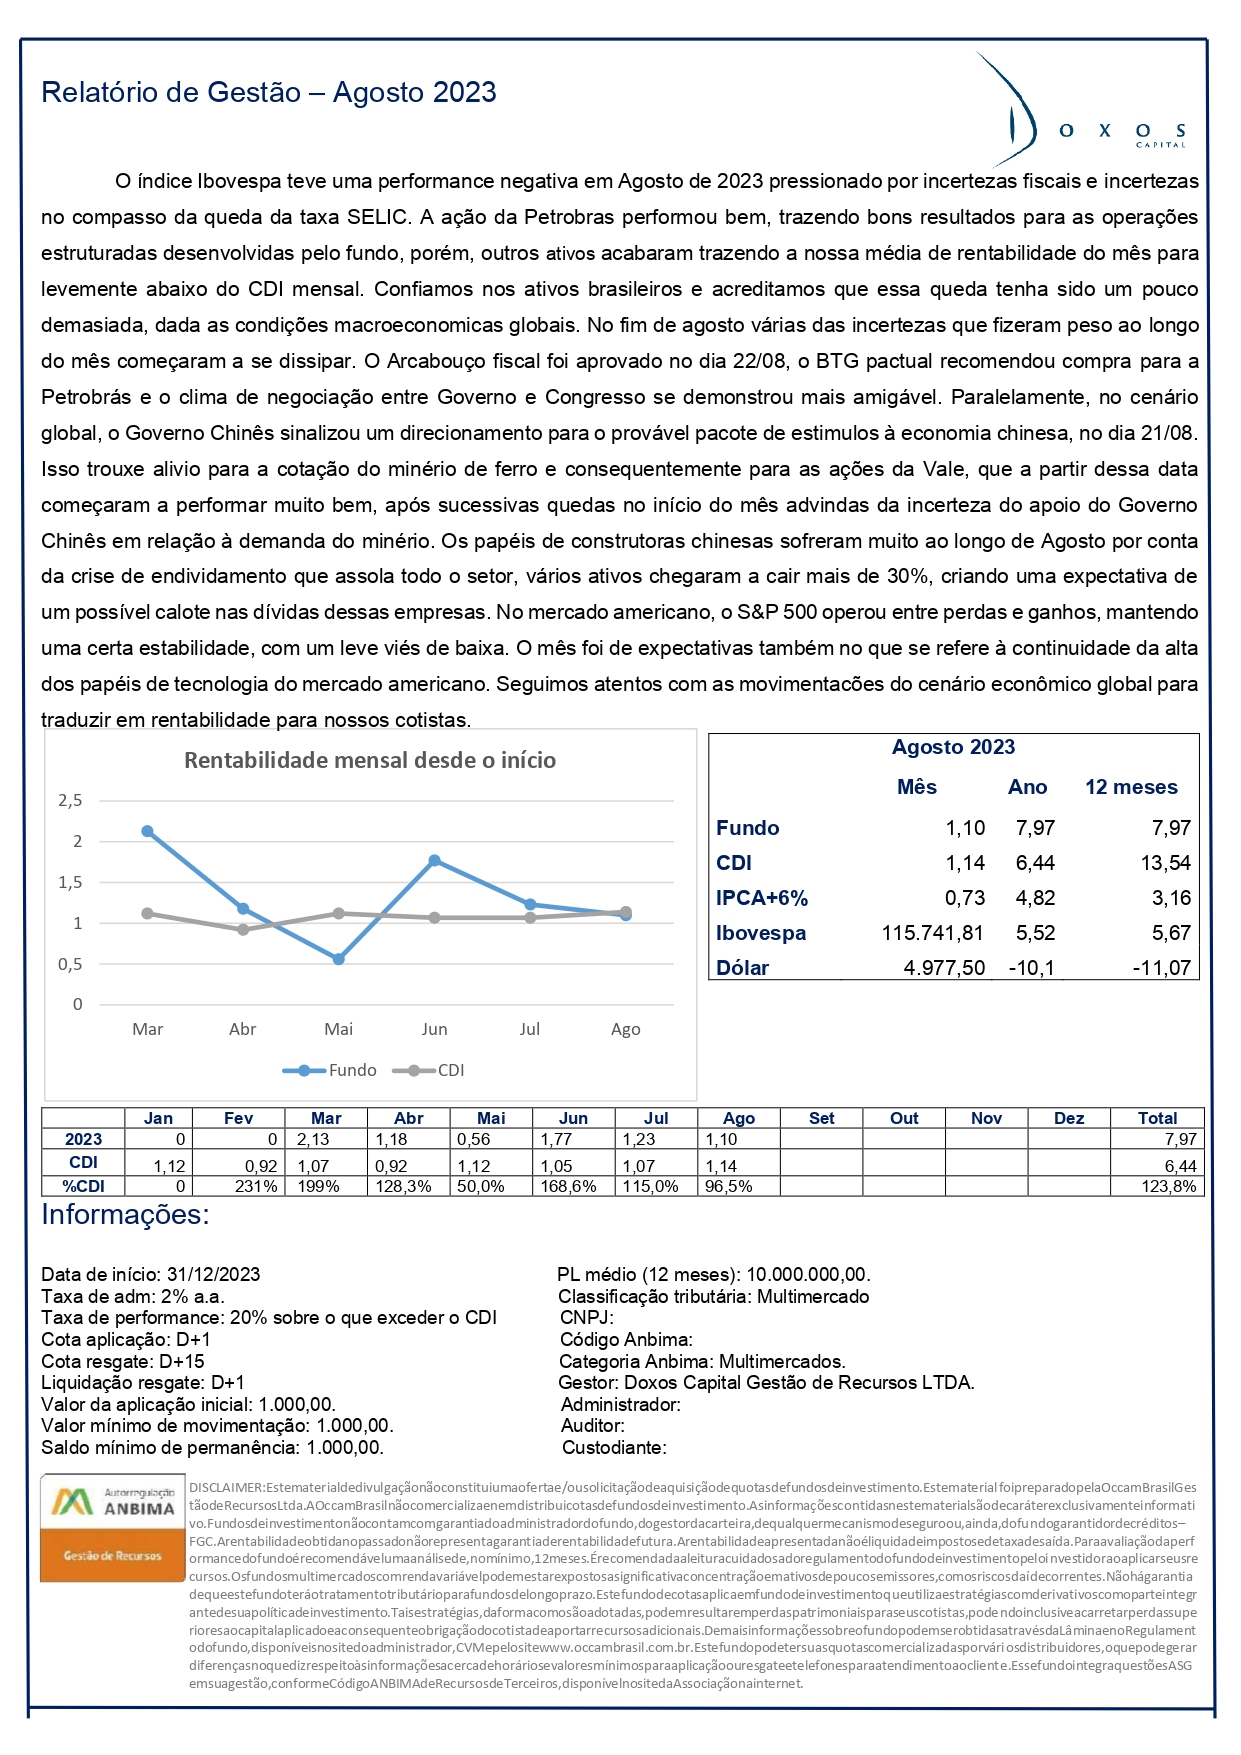 Relatório de Gestão – Agosto 2023
OXOS
CAPITAL
O índice Ibovespa teve uma performance negativa em Agosto de 2023 pressionado por incertezas fiscais e incertezas
no compasso da queda da taxa SELIC. A ação da Petrobras performou bem, trazendo bons resultados para as operações
estruturadas desenvolvidas pelo fundo, porém, outros ativos acabaram trazendo a nossa média de rentabilidade do mês para
levemente abaixo do CDI mensal. Confiamos nos ativos brasileiros e acreditamos que essa queda tenha sido um pouco
demasiada, dada as condições macroeconomicas globais. No fim de agosto várias das incertezas que fizeram peso ao longo
do mês começaram a se dissipar. O Arcabouço fiscal foi aprovado no dia 22/08, o BTG pactual recomendou compra para a
Petrobrás e o clima de negociação entre Governo e Congresso se demonstrou mais amigável. Paralelamente, no cenário
global, o Governo Chinês sinalizou um direcionamento para o provável pacote de estimulos à economia chinesa, no dia 21/08.
Isso trouxe alivio para a cotação do minério de ferro e consequentemente para as ações da Vale, que a partir dessa data
começaram a performar muito bem, após sucessivas quedas no início do mês advindas da incerteza do apoio do Governo
Chinês em relação à demanda do minério. Os papéis de construtoras chinesas sofreram muito ao longo de Agosto por conta
da crise de endividamento que assola todo o setor, vários ativos chegaram a cair mais de 30%, criando uma expectativa de
um possível calote nas dívidas dessas empresas. No mercado americano, o S&P 500 operou entre perdas e ganhos, mantendo
uma certa estabilidade, com um leve viés de baixa. O mês foi de expectativas também no que se refere à continuidade da alta
dos papéis de tecnologia do mercado americano. Seguimos atentos com as movimentacões do cenário econômico global para
traduzir em rentabilidade para nossos cotistas.
Rentabilidade mensal desde o início
2,5
2
1,5
1
0,5
0
Mar Abr Mai Jun Jul Ago
Fundo CDI
Agosto 2023
Mês Ano 12 meses
Fundo 1,10 7,97 7,97
CDI 1,14 6,44 13,54
IPCA+6% 0,73 4,82 3,16
Ibovespa 115.741,81 5,52 5,67
Dólar 4.977,50 -10,1 -11,07
Jan Fev Mar Abr Mai Jun Jul Ago Set Out Nov Dez Total
2023 0 0 2,13 1,18 0,56 1,77 1,23 1,10 7,97
CDI 1,12 0,92 1,07 0,92 1,12 1,05 1,07 1,14 6,44
%CDI 0 231% 199% 128,3% 50,0% 168,6% 115,0% 96,5% 123,8%
Informações:
Data de início: 31/12/2023
Taxa de adm: 2% a.a.
Taxa de performance: 20% sobre o que exceder o CDI
Cota aplicação: D+1
Cota resgate: D+15
Liquidação resgate: D+1
Valor da aplicação inicial: 1.000,00.
Valor mínimo de movimentação: 1.000,00.
Saldo mínimo de permanência: 1.000,00.
PL médio (12 meses): 10.000.000,00.
Classificação tributária: Multimercado
CNPJ:
Código Anbima:
Categoria Anbima: Multimercados.
Gestor: Doxos Capital Gestão de Recursos LTDA.
Administrador:
Auditor:
Custodiante:
Autorregulação
ANBIMA
Gestão de Recursos
DISCLAIMER:Estematerialdedivulgaçãonãoconstituiumaofertae/ousolicitaçãodeaquisiçãodequotasdefundosdeinvestimento.EstematerialfoipreparadopelaOccamBrasilGes
tãodeRecursosLtda.AOccamBrasilnãocomercializaenemdistribuicotasdefundosdeinvestimento.Asinformaçõescontidasnestematerialsãodecaráterexclusivamenteinformati
vo.Fundosdeinvestimentonãocontamcomgarantiadoadministradordofundo,dogestordacarteira,dequalquermecanismodeseguroou,ainda,dofundogarantidordecréditos–
FGC.Arentabilidadeobtidanopassadonãorepresentagarantiaderentabilidadefutura.Arentabilidadeapresentadanãoéliquidadeimpostosedetaxadesaída.Paraavaliaçãodaperf
ormancedofundoérecomendávelumaanálisede,nomínimo,12meses.Érecomendadaaleituracuidadosadoregulamentodofundodeinvestimentopeloinvestidoraoaplicarseusre
cursos.Osfundosmultimercadoscomrendavariávelpodemestarexpostosasignificativaconcentraçãoemativosdepoucosemissores,comosriscosdaídecorrentes.Nãohágarantia
dequeestefundoteráotratamentotributárioparafundosdelongoprazo.Estefundodecotasaplicaemfundodeinvestimentoqueutilizaestratégiascomderivativoscomoparteintegr
antedesuapolíticadeinvestimento.Taisestratégias,daformacomosãoadotadas,podemresultaremperdaspatrimoniaisparaseuscotistas,podendoinclusiveacarretarperdassupe
rioresaocapitalaplicadoeaconsequenteobrigaçãodocotistadeaportarrecursosadicionais.DemaisinformaçõessobreofundopodemserobtidasatravésdaLâminaenoRegulament
odofundo,disponíveisnositedoadministrador,CVMepelositewww.occambrasil.com.br.Estefundopodetersuasquotascomercializadasporváriosdistribuidores,oquepodegerar
diferençasnoquedizrespeitoàsinformaçõesacercadehoráriosevaloresmínimosparaaplicaçãoouresgateetelefonesparaatendimentoaocliente.EssefundointegraquestõesASG
emsuagestão,conformeCódigoANBIMAdeRecursosdeTerceiros,disponívelnositedaAssociaçãonainternet.